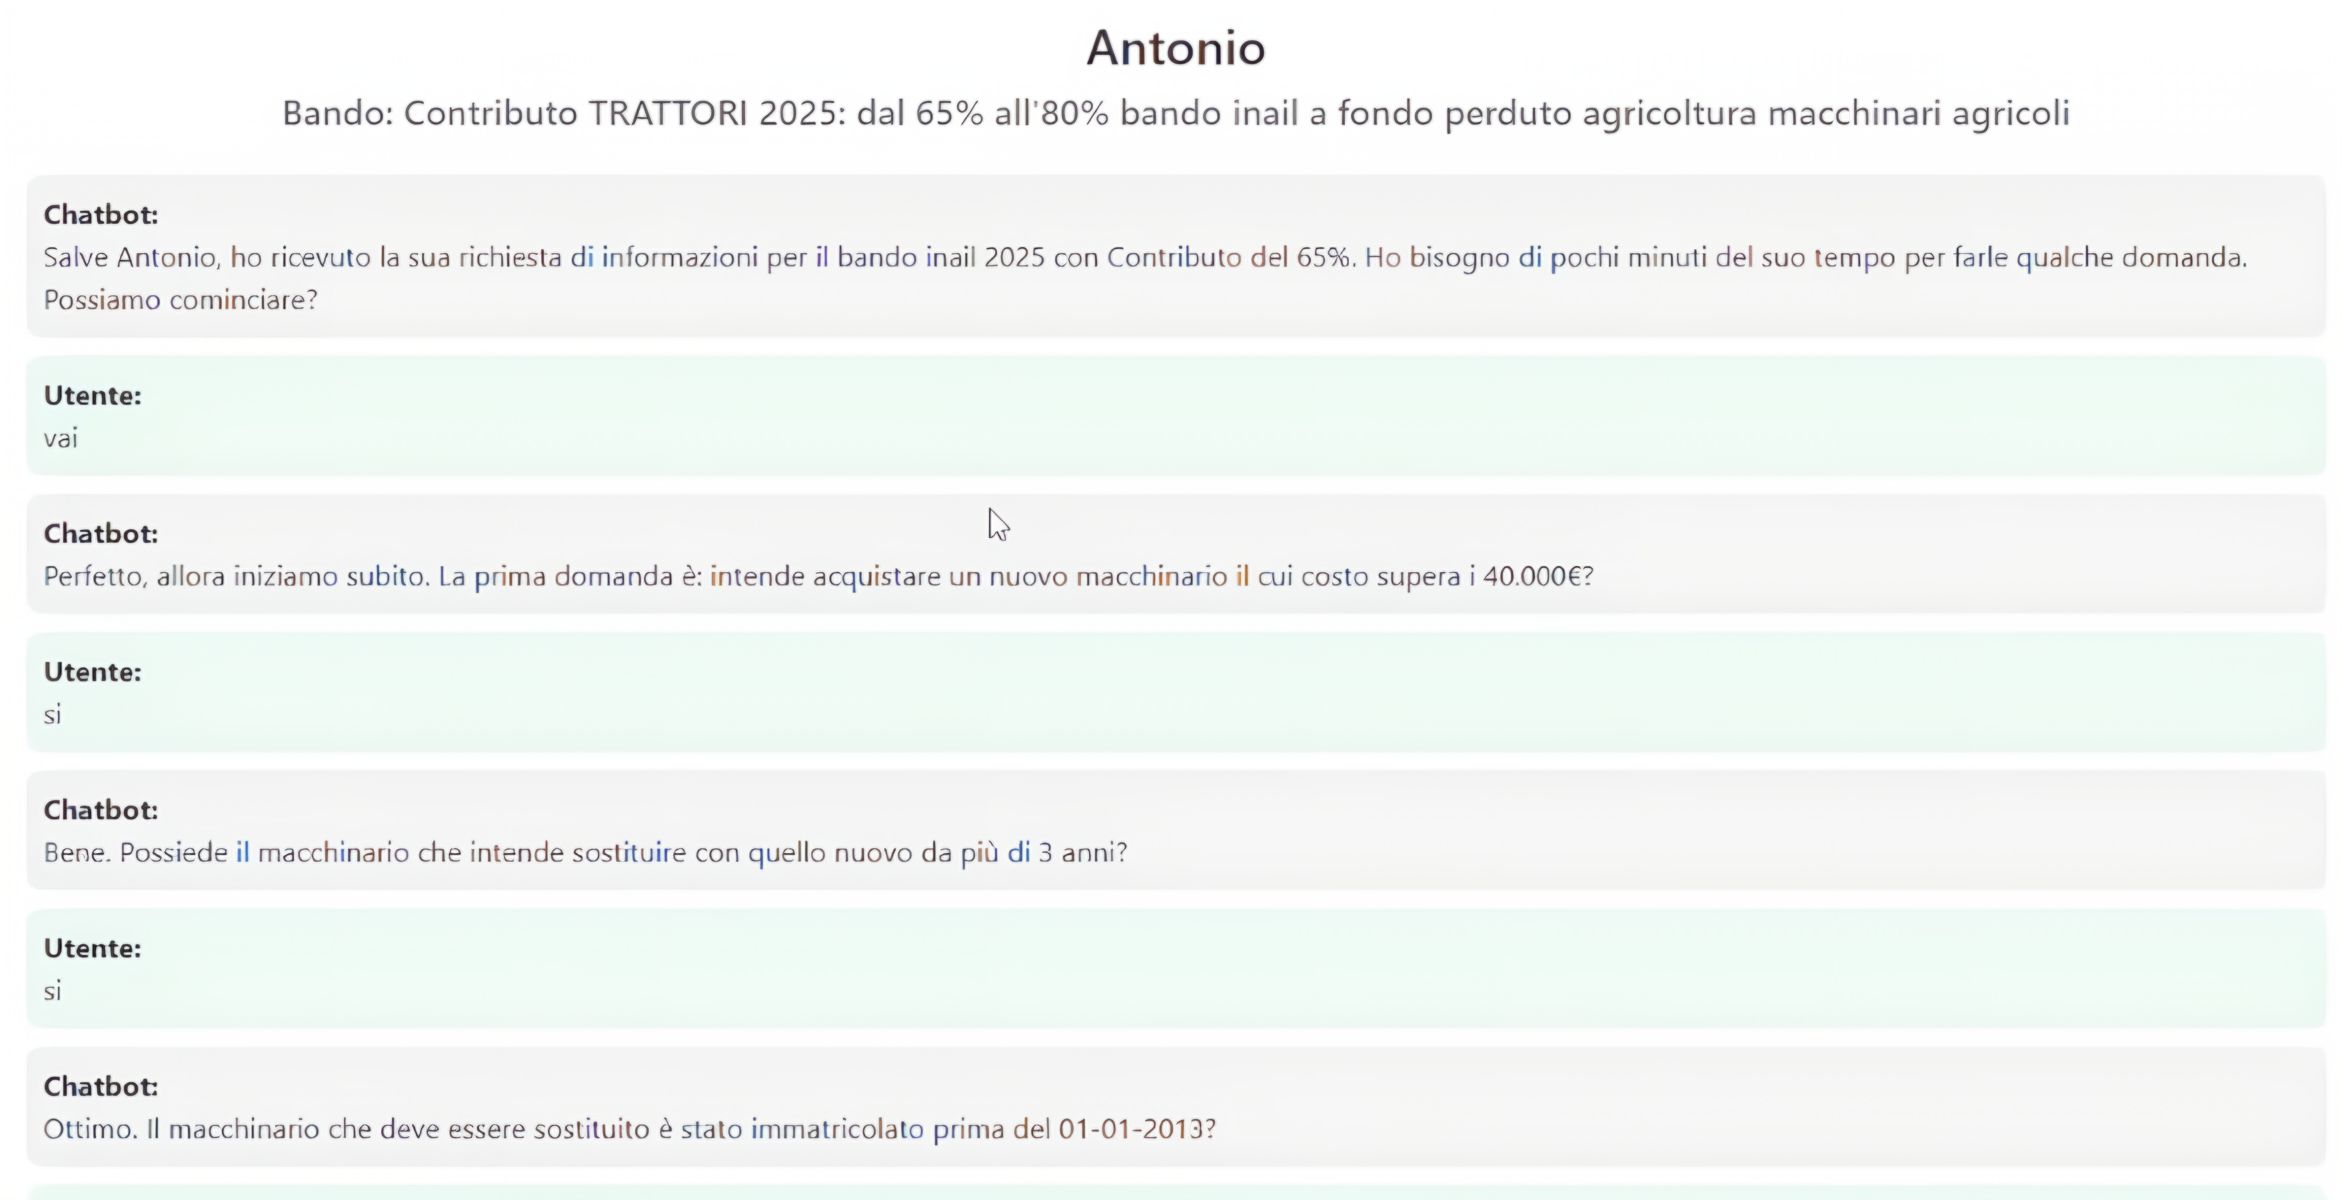 Antonio
Bando: Contributo TRATTORI 2025: dal 65% all'80% bando inail a fondo perduto agricoltura macchinari agricoli
Chatbot:
Salve Antonio, ho ricevuto la sua richiesta di informazioni per il bando inail 2025 con Contributo del 65%. Ho bisogno di pochi minuti del suo tempo per farle qualche domanda.
Possiamo cominciare?
Utente:
vai
Chatbot:
Perfetto, allora iniziamo subito. La prima domanda è: intende acquistare un nuovo macchinario il cui costo supera i 40.000€?
Utente:
si
Chatbot:
Bene. Possiede il macchinario che intende sostituire con quello nuovo da più di 3 anni?
Utente:
si
Chatbot:
Ottimo. Il macchinario che deve essere sostituito è stato immatricolato prima del 01-01-2013?